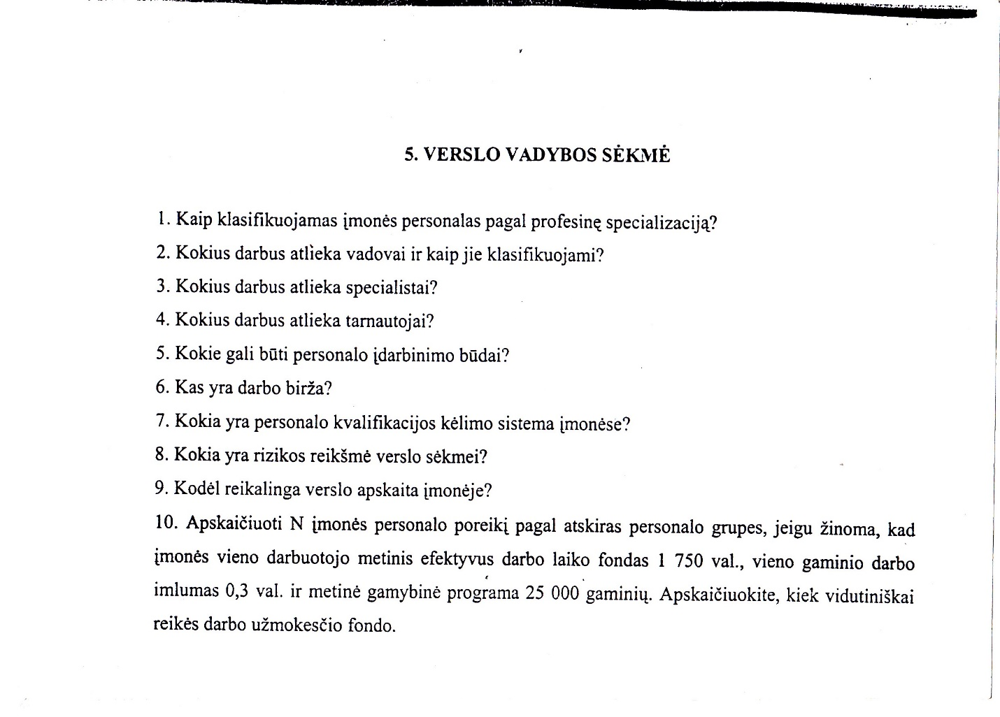 5. VERSLO VADYBOS SĖKMĖ
1. Kaip klasifikuojamas įmonės personalas pagal profesinę specializaciją?
2. Kokius darbus atlieka vadovai ir kaip jie klasifikuojami?
3. Kokius darbus atlieka specialistai?
4. Kokius darbus atlieka tarnautojai?
5. Kokie gali būti personalo įdarbinimo būdai?
6. Kas yra darbo birža?
7. Kokia yra personalo kvalifikacijos kėlimo sistema įmonėse?
8. Kokia yra rizikos reikšmė verslo sėkmei?
9. Kodėl reikalinga verslo apskaita įmonėje?
10. Apskaičiuoti N įmonės personalo poreikį pagal atskiras personalo grupes, jeigu žinoma, kad
įmonės vieno darbuotojo metinis efektyvus darbo laiko fondas 1 750 val., vieno gaminio darbo
imlumas 0,3 val. ir metinė gamybinė programa 25 000 gaminių. Apskaičiuokite, kiek vidutiniškai
reikės darbo užmokesčio fondo.